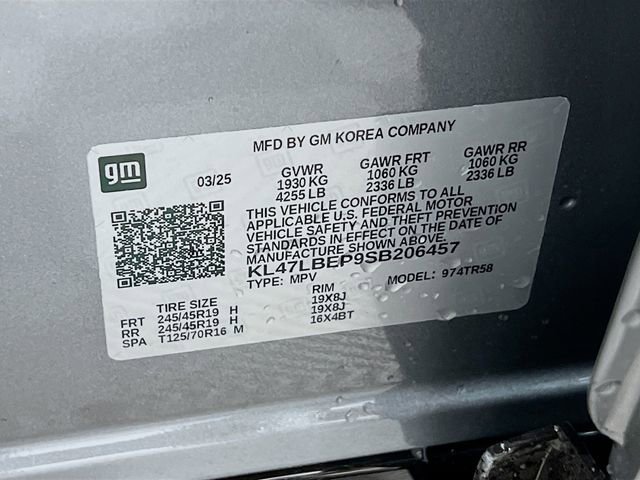 MFD BY GM KOREA COMPANY
gm
03/25 GVWR GAWR FRT GAWR RR
1930 KG 1060 KG 1060 KG
4255 LB 2336 LB 2336 LB
THIS VEHICLE CONFORMS TO ALL
APPLICABLE U.S. FEDERAL MOTOR
VEHICLE SAFETY AND THEFT PREVENTION
STANDARDS IN EFFECT ON THE DATE OF
MANUFACTURE SHOWN ABOVE.
KL47LBEP9SB206457
TYPE: MPV MODEL: 974TR58
TIRE SIZE RIM
FRT 245/45R19 H 19X8J
RR 245/45R19 H 19X8J
SPA T125/70R16 M 16X4BT